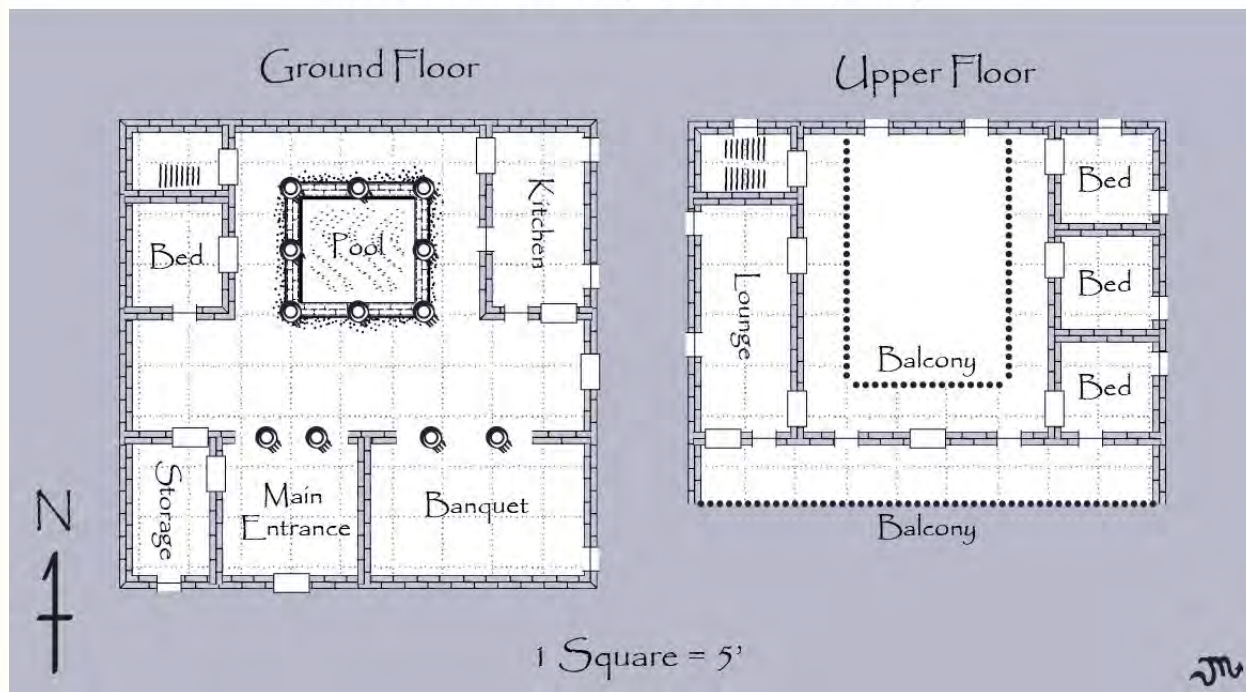 Ground Floor
Upper Floor
Kitchen
Bed
Pool
Storage
Main
Entrance
Banquet
Bed
Bed
Lounge
Balcony
Bed
Balcony
N
1 Square = 5'